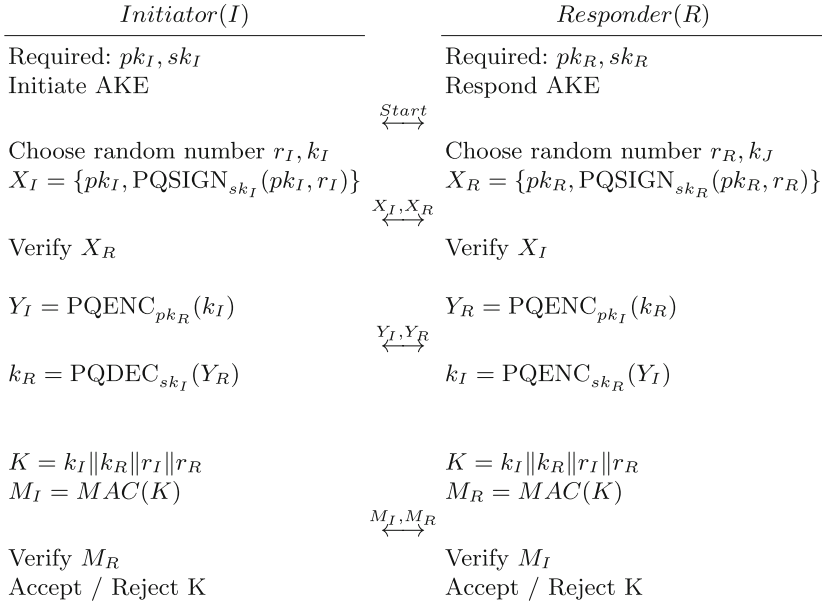 Initiator(I) Responder(R)
Required: pk_I, sk_I Required: pk_R, sk_R
Initiate AKE Respond AKE
Start
⟷
Choose random number r_I, k_I Choose random number r_R, k_J
X_I = {pk_I, PQSIGN_{sk_I}(pk_I, r_I)} X_R = {pk_R, PQSIGN_{sk_R}(pk_R, r_R)}
X_I,X_R
⟷
Verify X_R Verify X_I
Y_I = PQENC_{pk_R}(k_I) Y_R = PQENC_{pk_I}(k_R)
Y_I,Y_R
⟷
k_R = PQDEC_{sk_I}(Y_R) k_I = PQENC_{sk_R}(Y_I)
K = k_I∥k_R∥r_I∥r_R K = k_I∥k_R∥r_I∥r_R
M_I = MAC(K) M_R = MAC(K)
M_I,M_R
⟷
Verify M_R Verify M_I
Accept / Reject K Accept / Reject K